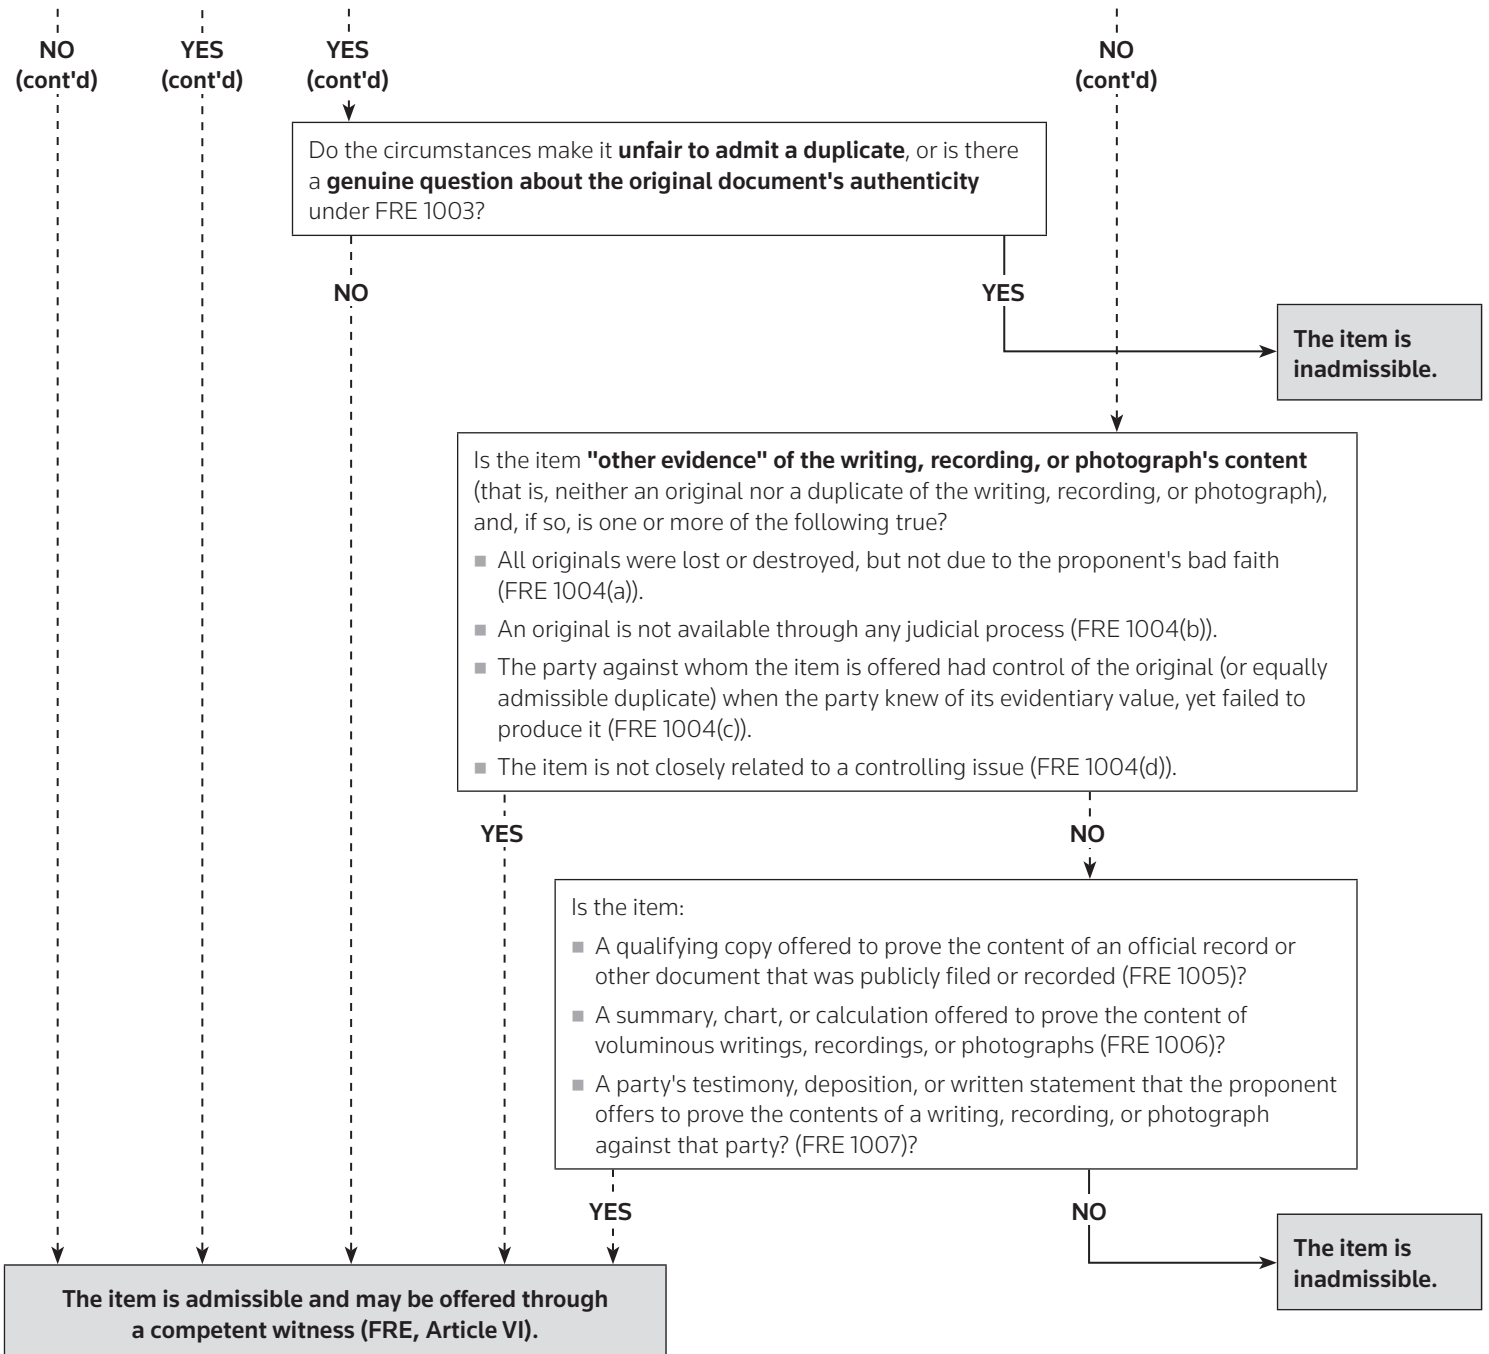 NO
(cont'd)
YES
(cont'd)
YES
(cont'd)
NO
(cont'd)
Do the circumstances make it unfair to admit a duplicate, or is there
a genuine question about the original document's authenticity
under FRE 1003?
NO
YES
The item is
inadmissible.
Is the item "other evidence" of the writing, recording, or photograph's content
(that is, neither an original nor a duplicate of the writing, recording, or photograph),
and, if so, is one or more of the following true?
■ All originals were lost or destroyed, but not due to the proponent's bad faith
(FRE 1004(a)).
■ An original is not available through any judicial process (FRE 1004(b)).
■ The party against whom the item is offered had control of the original (or equally
admissible duplicate) when the party knew of its evidentiary value, yet failed to
produce it (FRE 1004(c)).
■ The item is not closely related to a controlling issue (FRE 1004(d)).
YES
NO
Is the item:
■ A qualifying copy offered to prove the content of an official record or
other document that was publicly filed or recorded (FRE 1005)?
■ A summary, chart, or calculation offered to prove the content of
voluminous writings, recordings, or photographs (FRE 1006)?
■ A party's testimony, deposition, or written statement that the proponent
offers to prove the contents of a writing, recording, or photograph
against that party? (FRE 1007)?
YES
NO
The item is
inadmissible.
The item is admissible and may be offered through
a competent witness (FRE, Article VI).